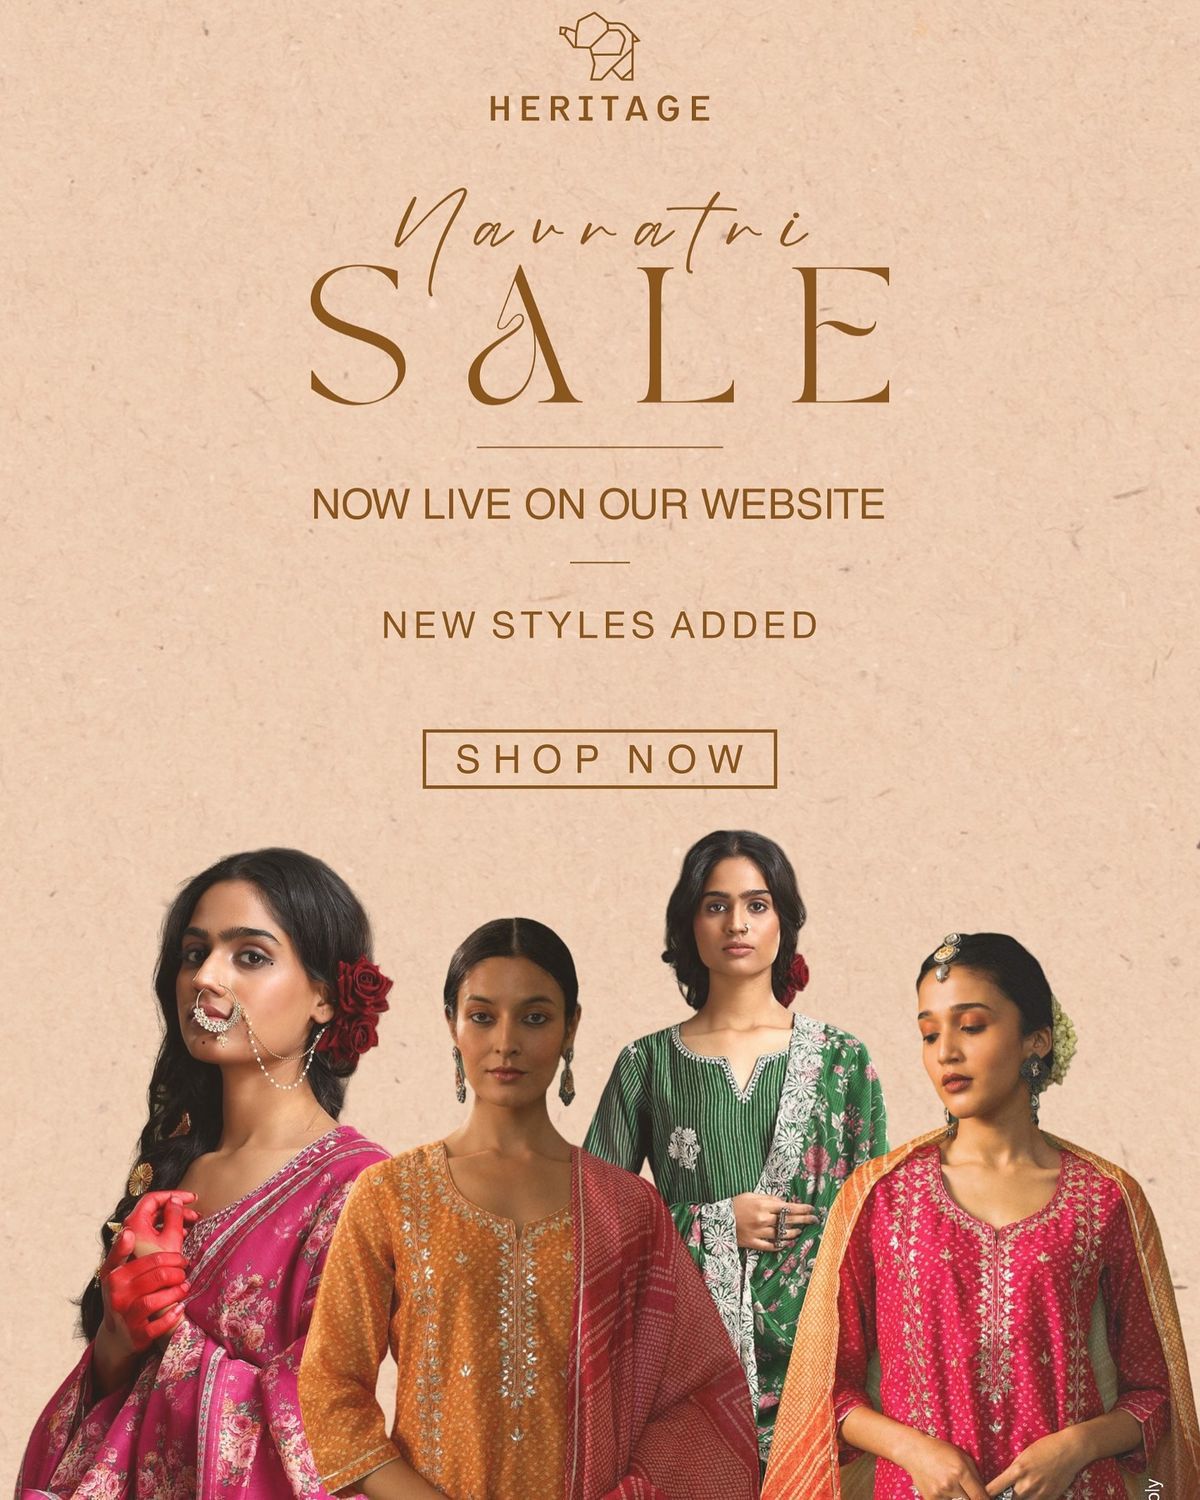 HERITAGE
Navratri
SALE
NOW LIVE ON OUR WEBSITE
NEW STYLES ADDED
SHOP NOW